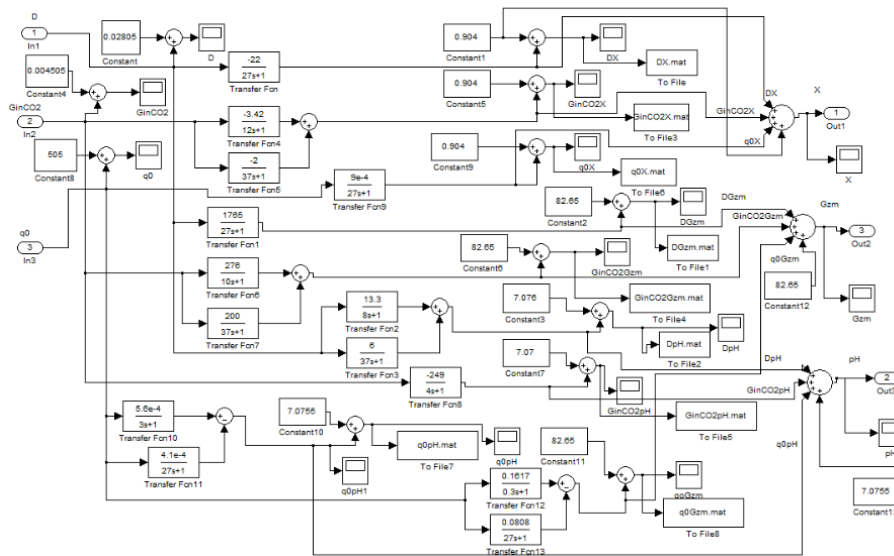 D
1
In1
0.02805
Constant
D
0.004505
Constant4
GinCO2
GinCO2
2
In2
505
Constant8
q0
q0
3
In3
-22
27s+1
Transfer Fcn
-3.42
12s+1
Transfer Fcn4
-2
37s+1
Transfer Fcn5
9e-4
27s+1
Transfer Fcn9
1765
27s+1
Transfer Fcn1
276
10s+1
Transfer Fcn6
200
37s+1
Transfer Fcn7
13.3
8s+1
Transfer Fcn2
6
37s+1
Transfer Fcn3
-249
4s+1
Transfer Fcn8
5.6e-4
3s+1
Transfer Fcn10
4.1e-4
27s+1
Transfer Fcn11
0.1617
0.3s+1
Transfer Fcn12
0.0808
27s+1
Transfer Fcn13
0.904
Constant1
DX
DX.mat
To File
0.904
Constant5
GinCO2X
GinCO2X.mat
To File3
0.904
Constant9
q0X
q0X.mat
To File6
82.65
Constant2
DGzm
DGzm.mat
To File1
82.65
Constant6
GinCO2Gzm
GinCO2Gzm.mat
To File4
7.076
Constant3
DpH
DpH.mat
To File2
7.07
Constant7
GinCO2pH
GinCO2pH.mat
To File5
7.0755
Constant10
q0pH
q0pH.mat
To File7
q0pH1
82.65
Constant11
qoGzm
q0Gzm.mat
To File8
DX
GinCO2X
q0X
X
1
Out1
X
DGzm
GinCO2Gzm
q0Gzm
Gzm
3
Out2
82.65
Constant12
Gzm
DpH
GinCO2pH
q0pH
pH
2
Out3
pH
7.0755